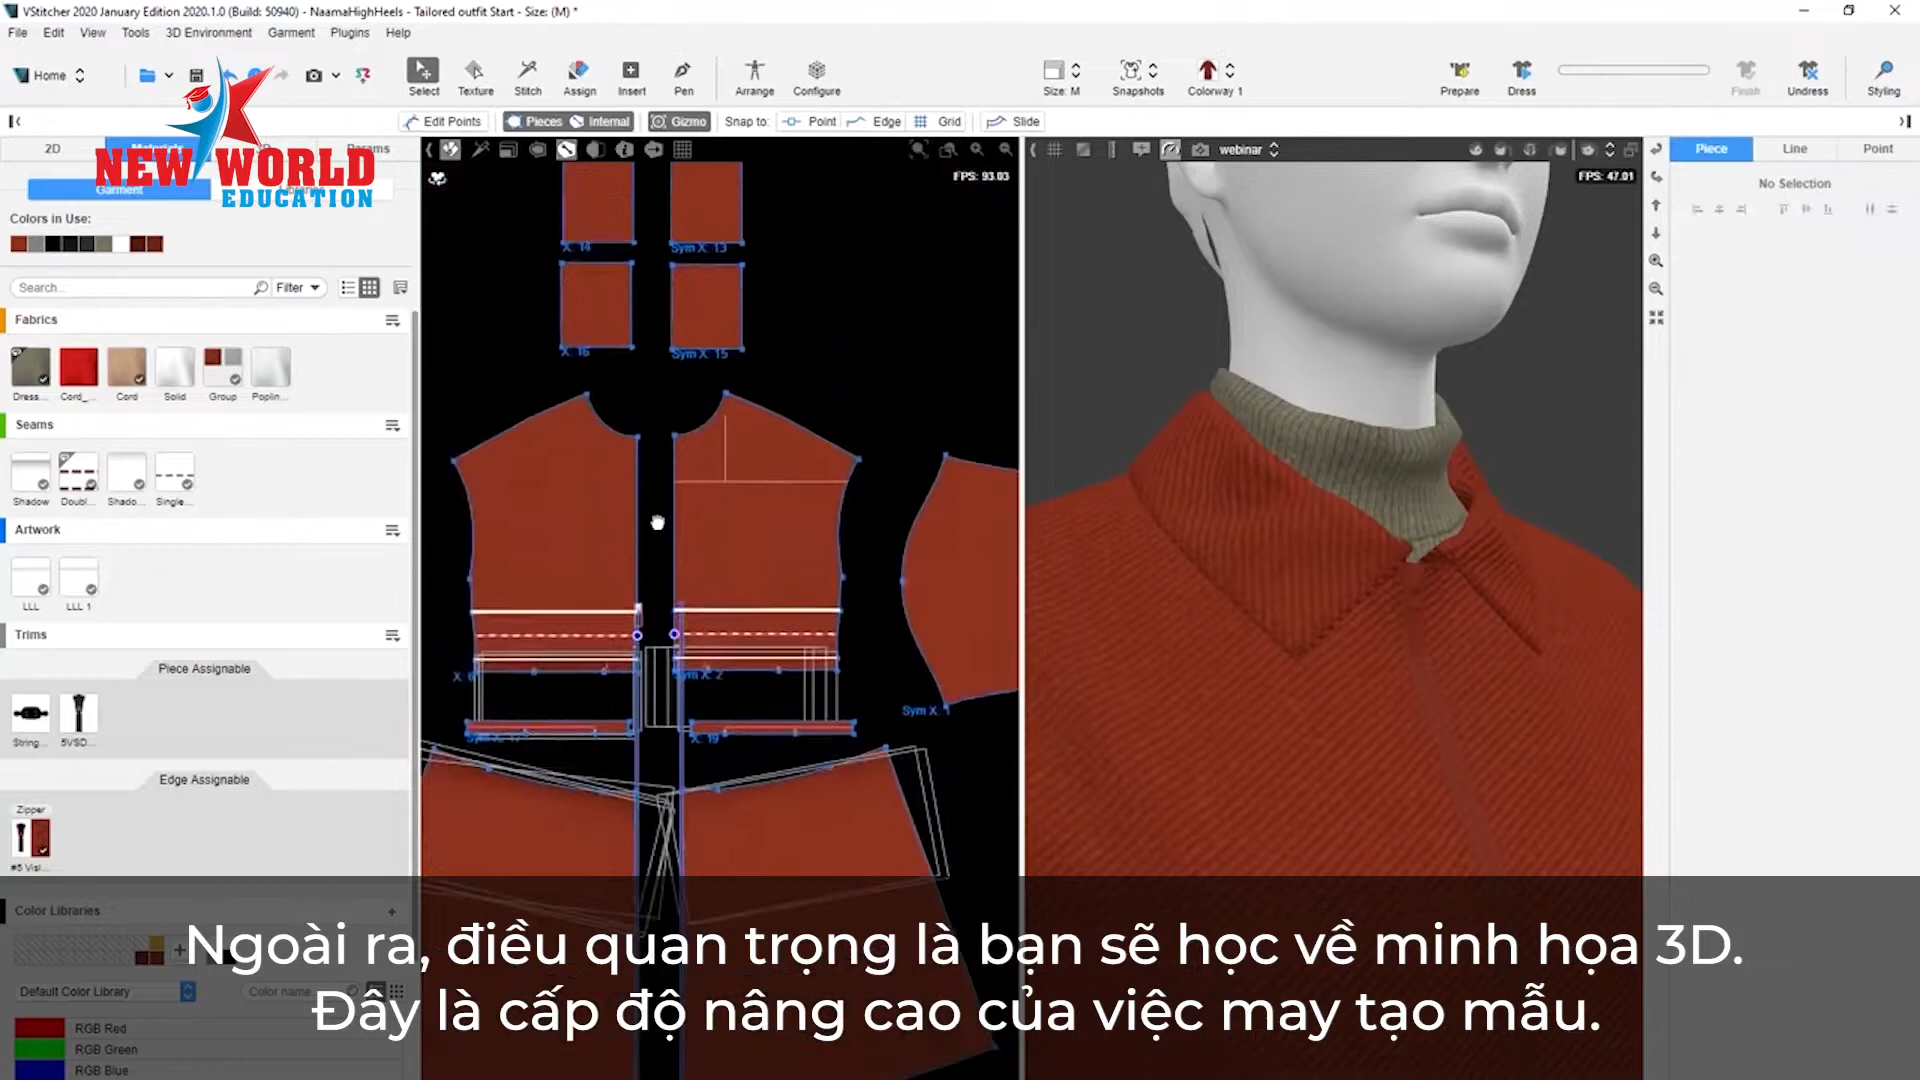 VStitcher 2020 January Edition 2020.1.0 (Build: 50940) - NaamaHighHeels - Tailored outfit Start - Size: (M) *
File Edit View Tools 3D Environment Garment Plugins Help
Home
Select Texture Stitch Assign Insert Pen Arrange Configure Size: M Snapshots Colorway 1 Prepare Dress Finish Undress Styling
Edit Points Pieces Internal Gizmo Snap to: Point Edge Grid Slide
2D Materials Params
NEW WORLD
EDUCATION
Garment
FPS: 93.03
webinar
FPS: 47.01
Piece Line Point
No Selection
Colors in Use:
Search...
Filter
Fabrics
Dress... Cord_... Cord Solid Group Poplin...
Seams
Shadow Doubl... Shado... Single...
Artwork
LLL LLL 1
Trims
Piece Assignable
String... 5VSD...
Edge Assignable
Zipper
#5 Visi...
X: 14 Sym X: 13
X: 16 Sym X: 15
Sym X: 2
X: 19
Sym X: 1
Color Libraries
Default Color Library
Color name
RGB Red
RGB Green
RGB Blue
Ngoài ra, điều quan trọng là bạn sẽ học về minh họa 3D.
Đây là cấp độ nâng cao của việc may tạo mẫu.